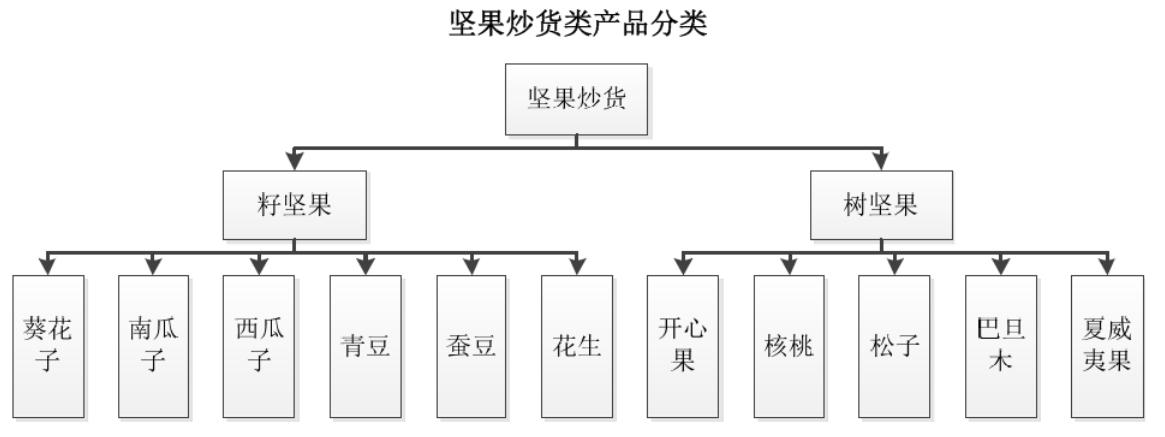 坚果炒货类产品分类
坚果炒货
籽坚果
树坚果
葵花
子
南瓜
子
西瓜
子
青豆
蚕豆
花生
开心
果
核桃
松子
巴旦
木
夏威
夷果